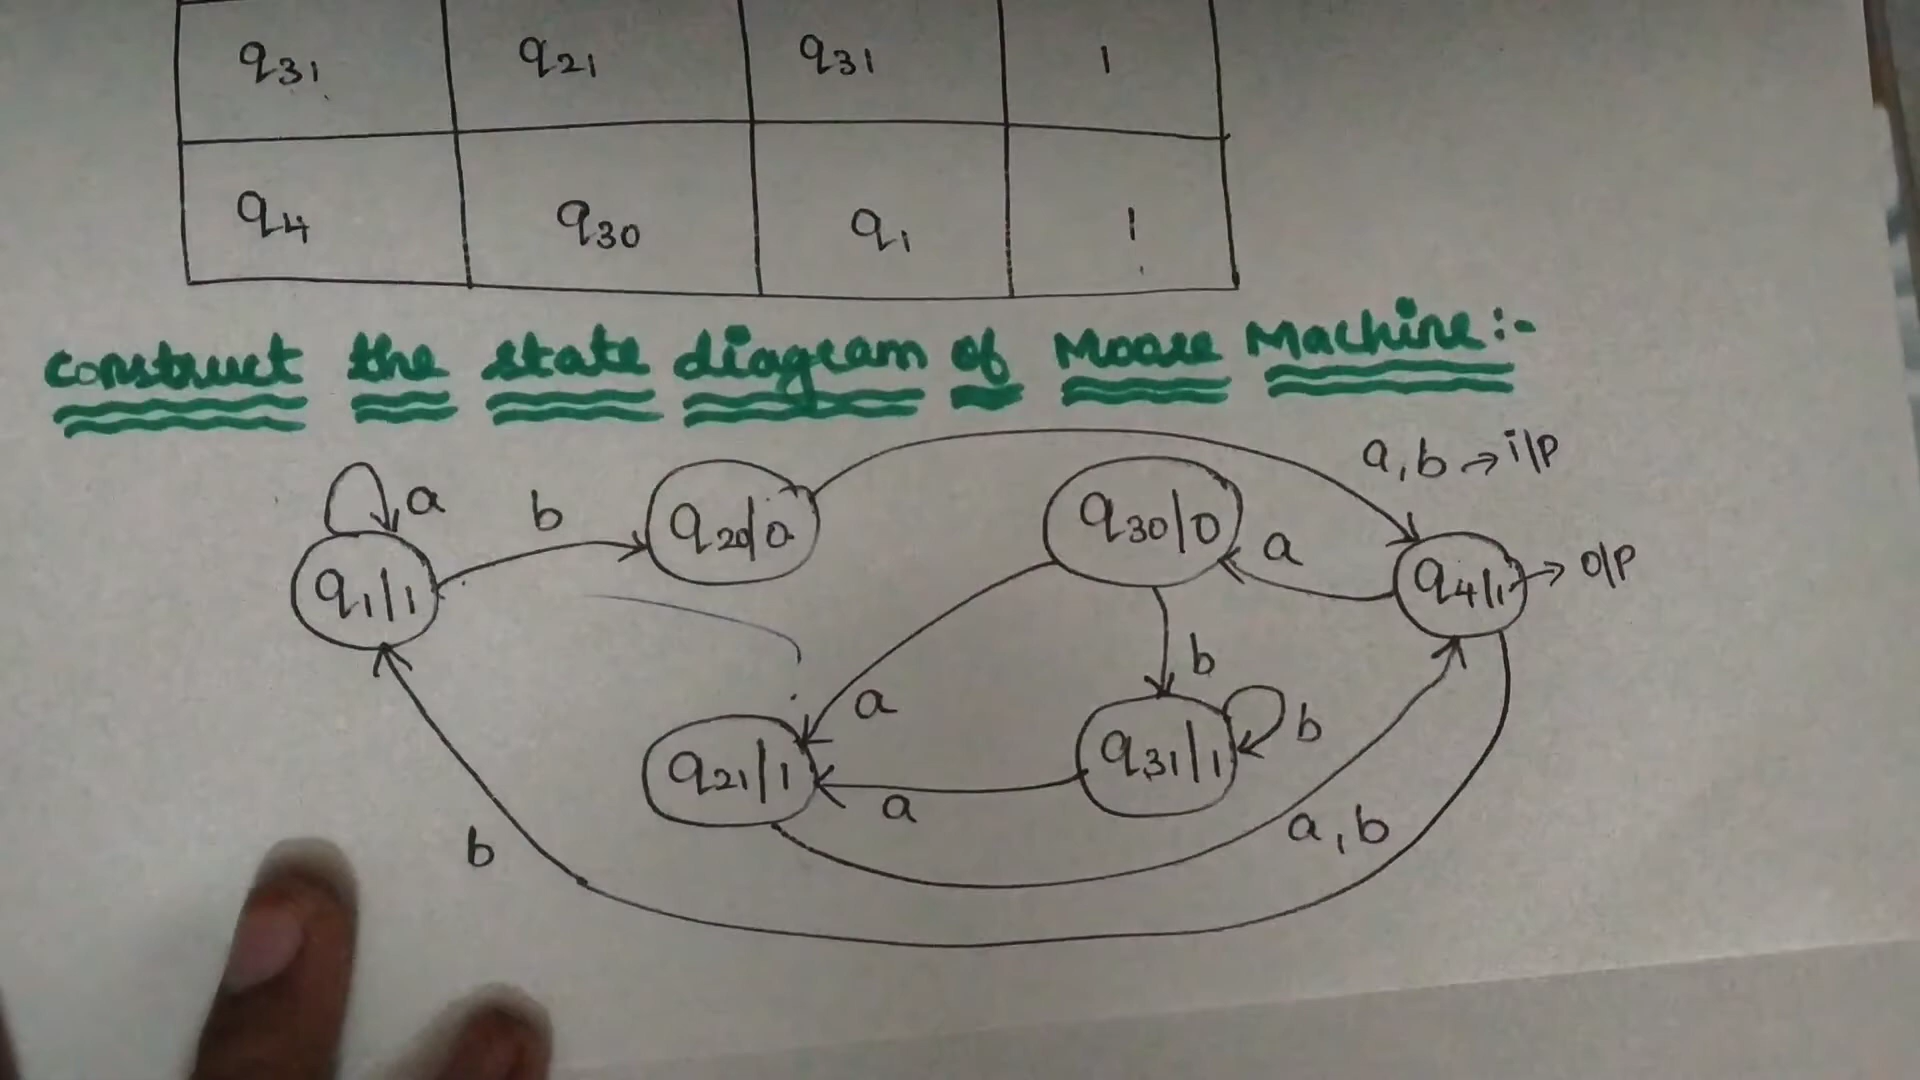 q31 q21 q31 1
q4 q30 q1 1
construct the state diagram of Moore Machine:-
a,b → i/p
a b q20/0 q30/0 a
q1/1 q4/1 → o/p
b
a
q21/1 q31/1 b
a
b a,b